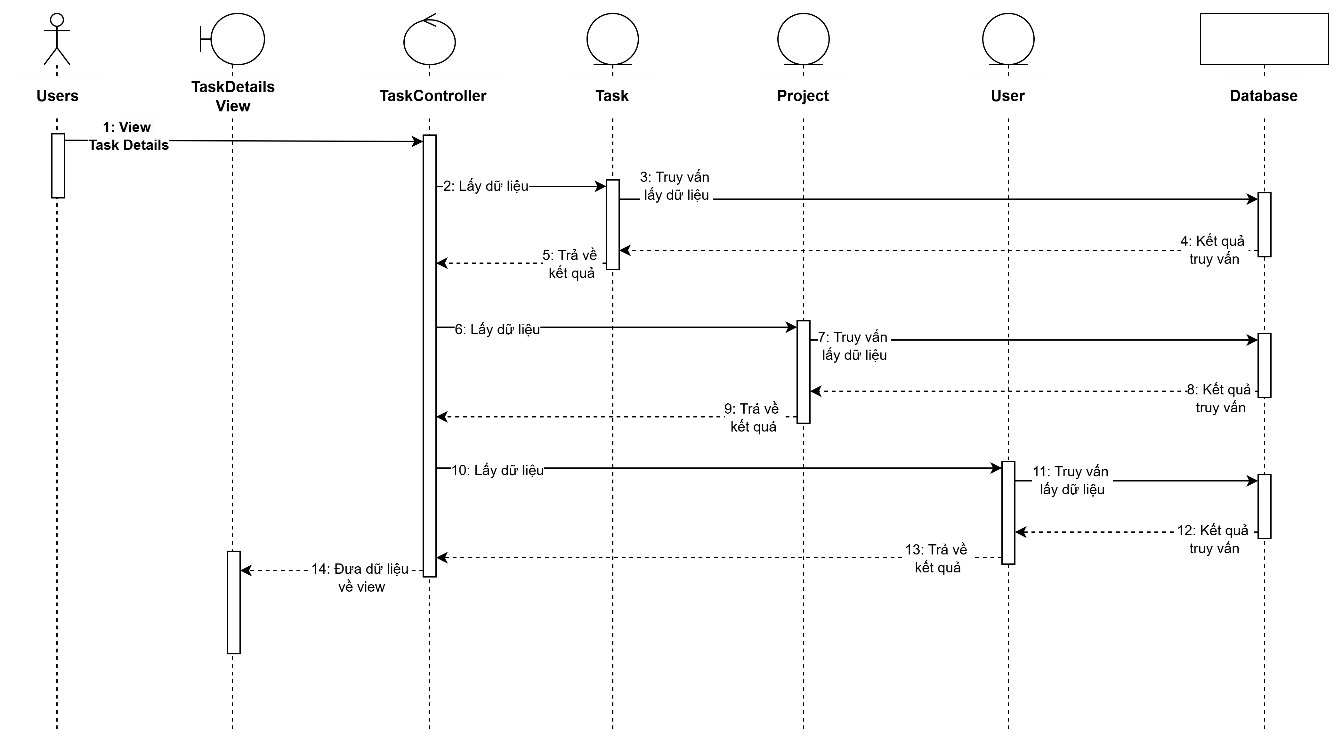 Users
TaskDetails
View
TaskController
Task
Project
User
Database
1: View
Task Details
2: Lấy dữ liệu
3: Truy vấn
lấy dữ liệu
4: Kết quả
truy vấn
5: Trả về
kết quả
6: Lấy dữ liệu
7: Truy vấn
lấy dữ liệu
8: Kết quả
truy vấn
9: Trả về
kết quả
10: Lấy dữ liệu
11: Truy vấn
lấy dữ liệu
12: Kết quả
truy vấn
13: Trả về
kết quả
14: Đưa dữ liệu
về view